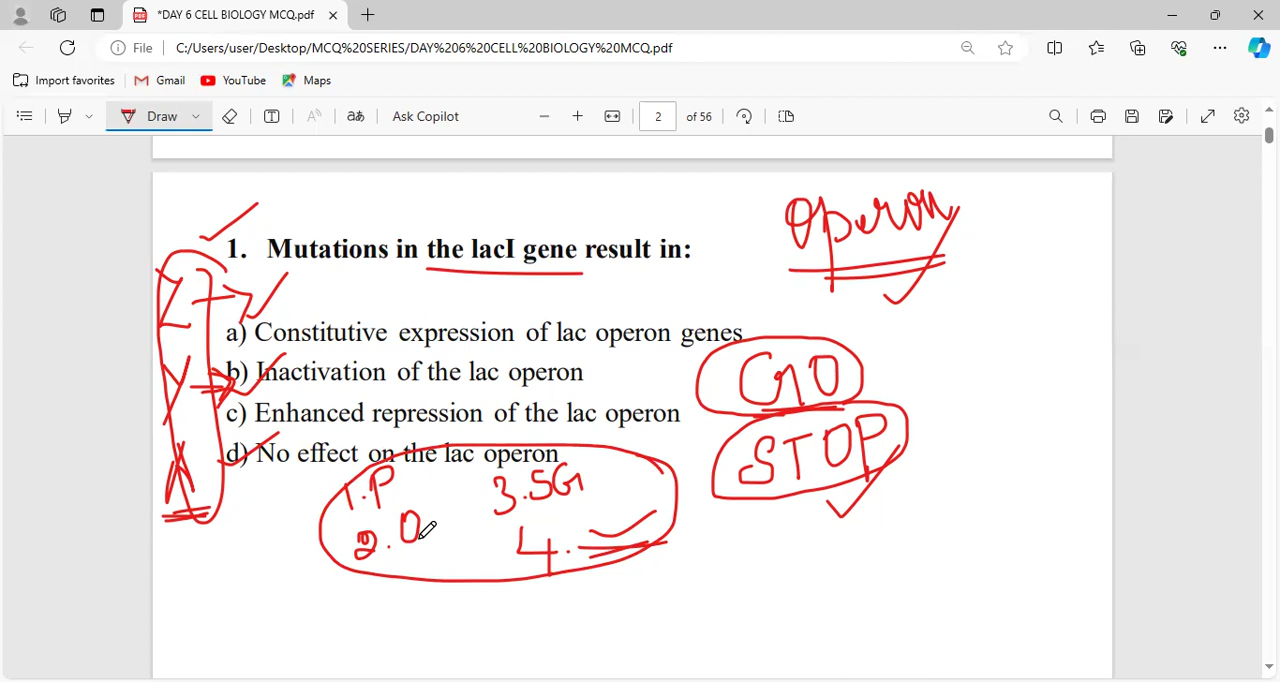 *DAY 6 CELL BIOLOGY MCQ.pdf
File C:/Users/user/Desktop/MCQ%20SERIES/DAY%206%20CELL%20BIOLOGY%20MCQ.pdf
Import favorites Gmail YouTube Maps
Draw aあ Ask Copilot 2 of 56
Operon
1. Mutations in the lacI gene result in:
Z
a) Constitutive expression of lac operon genes
Y
b) Inactivation of the lac operon
GO
c) Enhanced repression of the lac operon
A
STOP
d) No effect on the lac operon
1. P 3. SG
2. O 4.